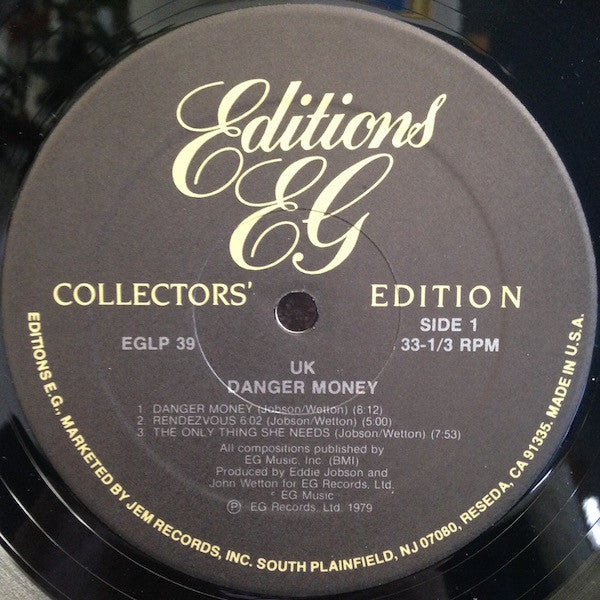 Editions
EG
COLLECTORS' EDITION
SIDE 1
EGLP 39
33-1/3 RPM
UK
DANGER MONEY
1. DANGER MONEY (Jobson/Wetton) (8:12)
2. RENDEZVOUS 6:02 (Jobson/Wetton) (5:00)
3. THE ONLY THING SHE NEEDS (Jobson/Wetton) (7:53)
All compositions published by
EG Music, Inc (BMI)
Produced by Eddie Jobson and
John Wetton for EG Records, Ltd.
EG Music
Ⓟ EG Records, Ltd. 1979
EDITIONS E.G., MARKETED BY JEM RECORDS, INC. SOUTH PLAINFIELD, NJ 07080, RESEDA, CA 91335. MADE IN U.S.A.